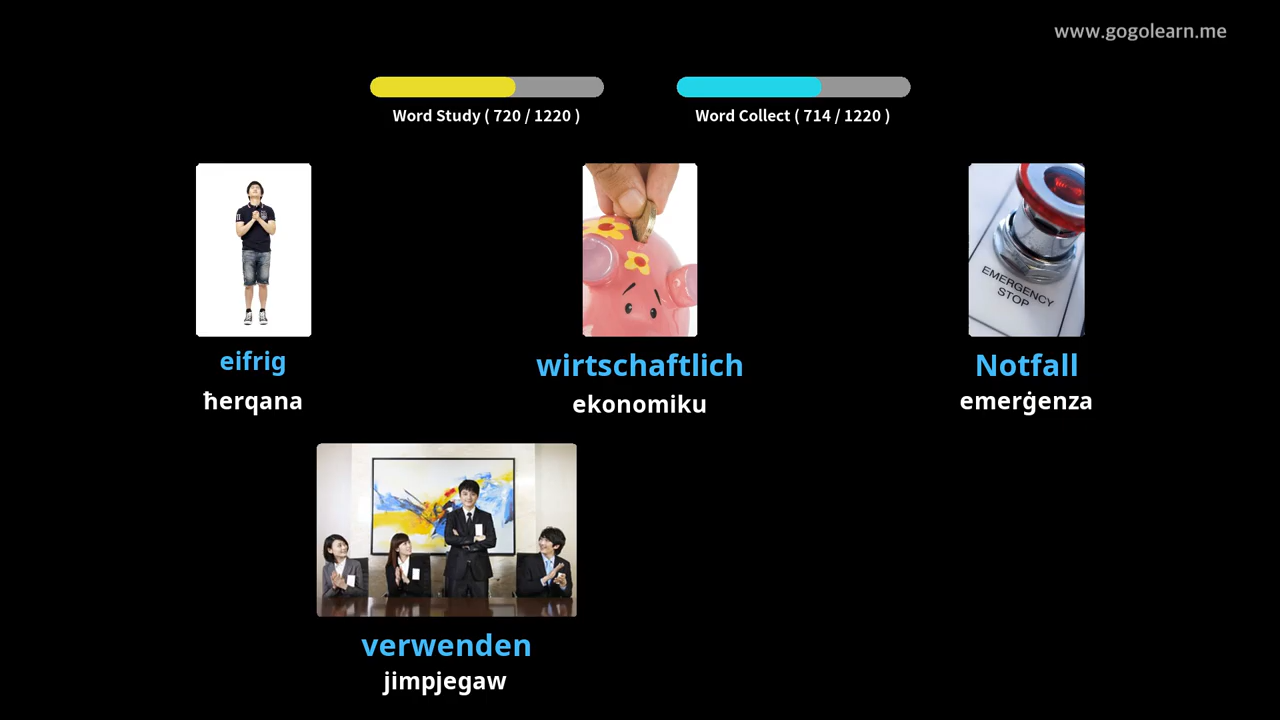 www.gogolearn.me
Word Study ( 720 / 1220 )
Word Collect ( 714 / 1220 )
EMERGENCY
STOP
eifrig
ħerqana
wirtschaftlich
ekonomiku
Notfall
emerġenza
verwenden
jimpjegaw